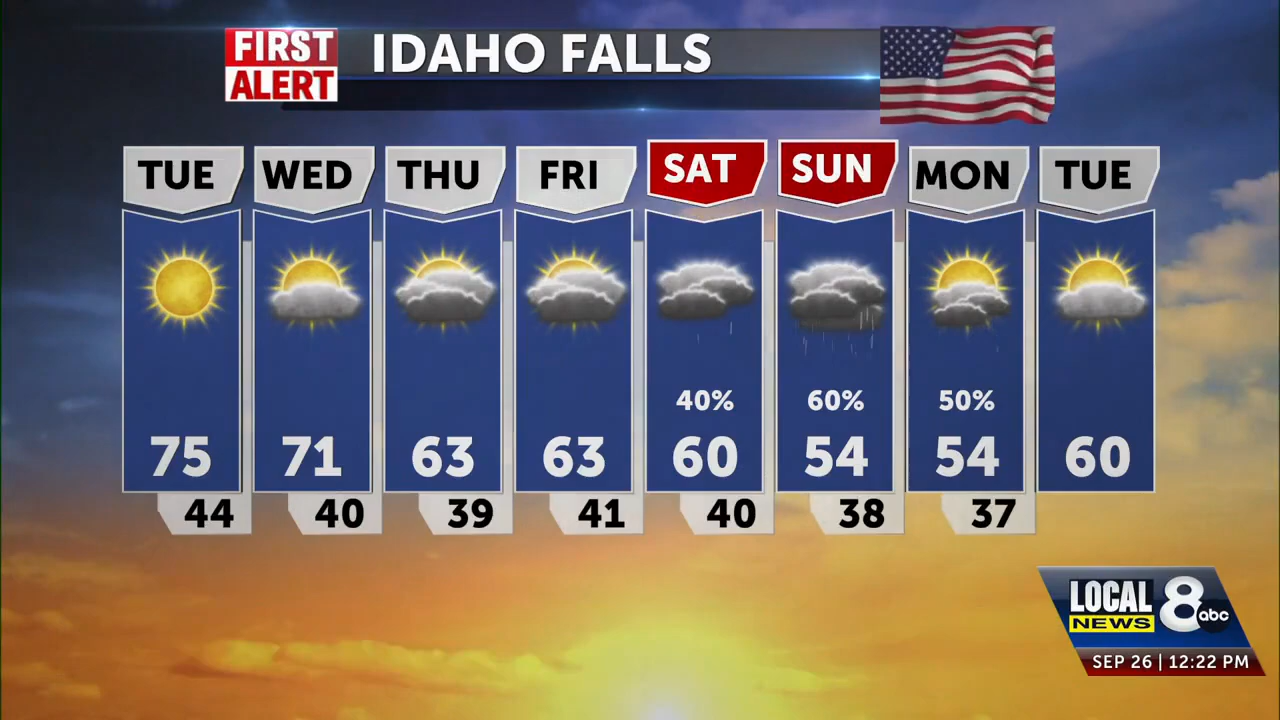 FIRST
ALERT
IDAHO FALLS
TUE WED THU FRI SAT SUN MON TUE
40% 60% 50%
75 71 63 63 60 54 54 60
44 40 39 41 40 38 37
LOCAL
NEWS
8
abc
SEP 26 | 12:22 PM